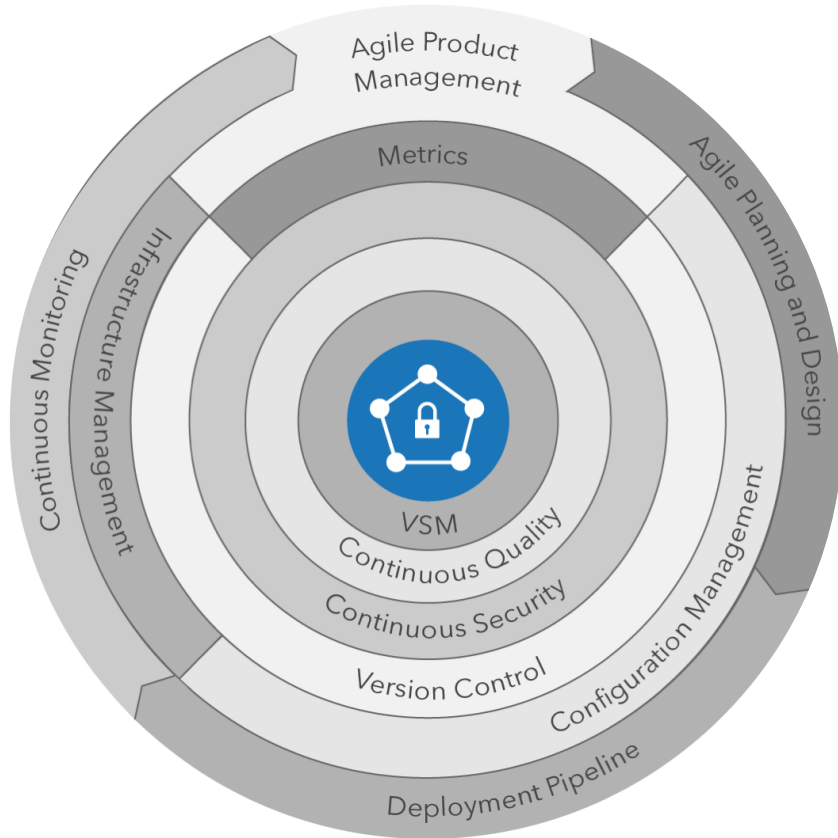 Agile Product
Management
Metrics
Agile Planning and Design
Continuous Monitoring
Infrastructure Management
VSM
Continuous Quality
Continuous Security
Version Control
Configuration Management
Deployment Pipeline